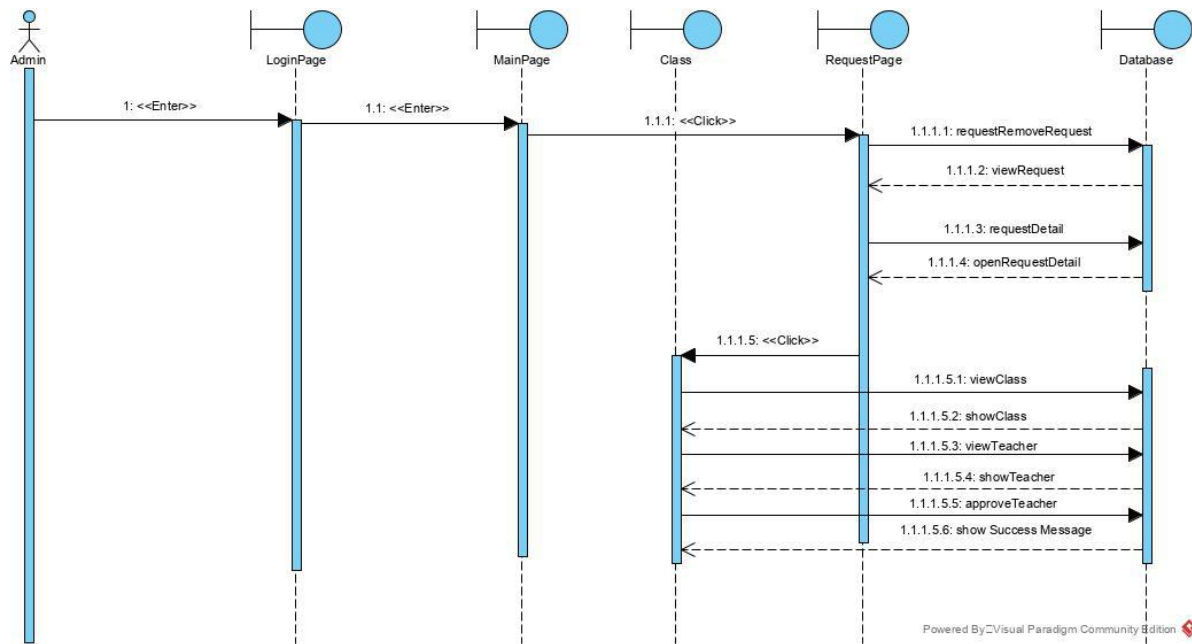 Admin
LoginPage
MainPage
Class
RequestPage
Database
1: <<Enter>>
1.1: <<Enter>>
1.1.1: <<Click>>
1.1.1.1: requestRemoveRequest
1.1.1.2: viewRequest
1.1.1.3: requestDetail
1.1.1.4: openRequestDetail
1.1.1.5: <<Click>>
1.1.1.5.1: viewClass
1.1.1.5.2: showClass
1.1.1.5.3: viewTeacher
1.1.1.5.4: showTeacher
1.1.1.5.5: approveTeacher
1.1.1.5.6: show Success Message
Powered By Visual Paradigm Community Edition